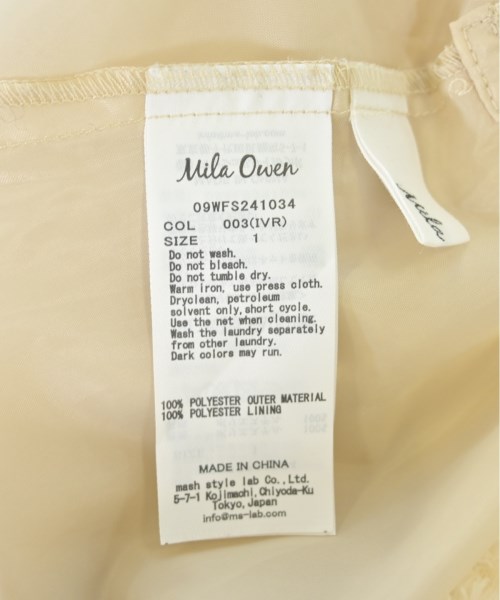 Mila Owen
09WFS241034
COL 003(IVR)
SIZE 1
Do not wash.
Do not bleach.
Do not tumble dry.
Warm iron, use press cloth.
Dryclean, petroleum
solvent only,short cycle.
Use the net when cleaning.
Wash the laundry separately
from other laundry.
Dark colors may run.
100% POLYESTER OUTER MATERIAL
100% POLYESTER LINING
MADE IN CHINA
mash style lab Co.,Ltd.
5-7-1 Kojimachi,Chiyoda-Ku
Tokyo,Japan
info@ms-lab.com
Mila